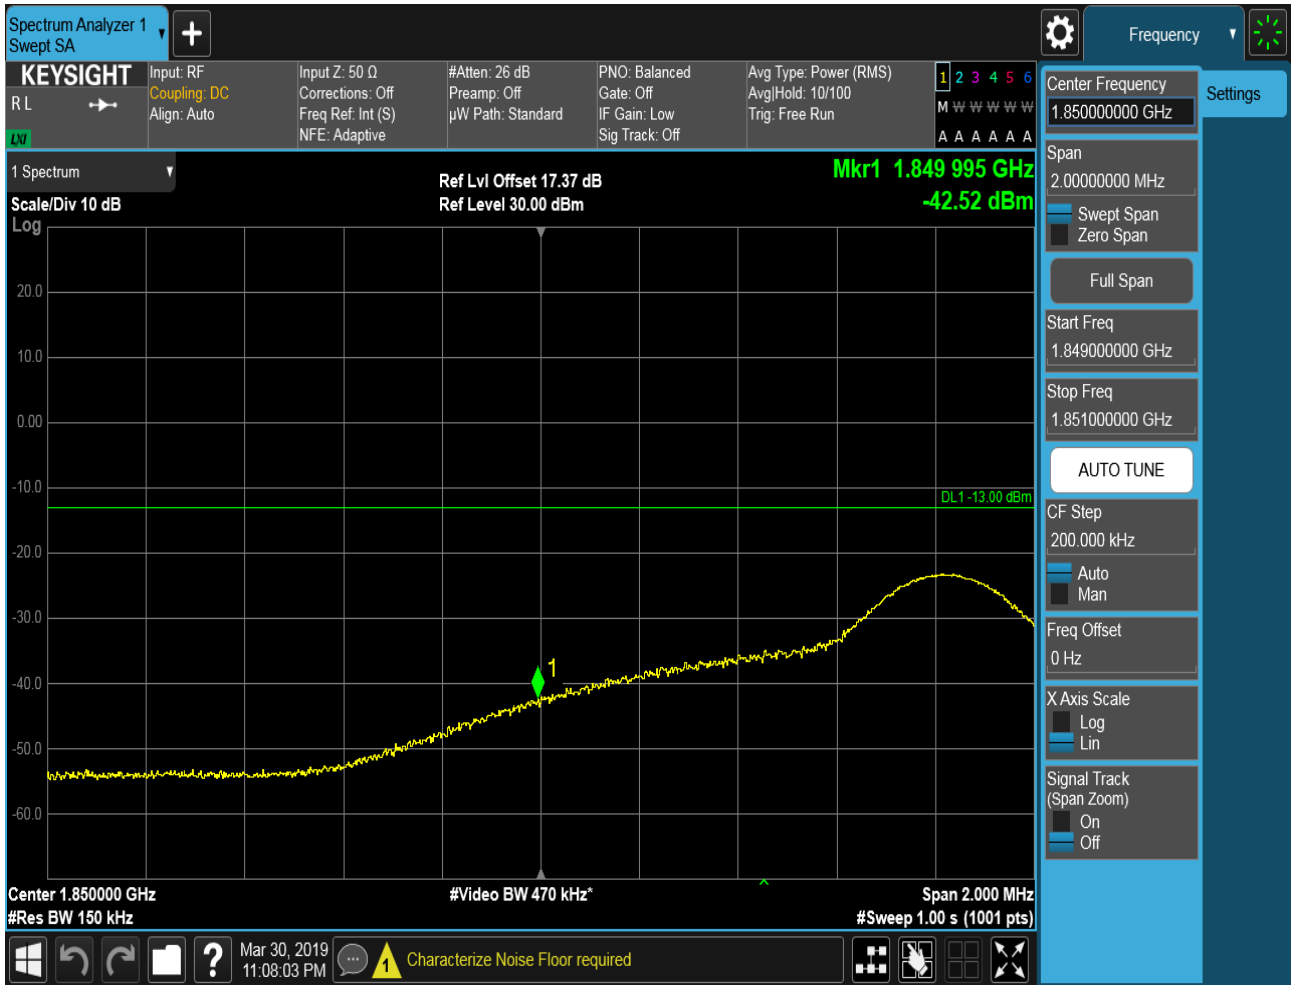 Spectrum Analyzer 1
Swept SA
Frequency
KEYSIGHT
R L
LXI
Input: RF
Coupling: DC
Align: Auto
Input Z: 50 Ω
Corrections: Off
Freq Ref: Int (S)
NFE: Adaptive
#Atten: 26 dB
Preamp: Off
µW Path: Standard
PNO: Balanced
Gate: Off
IF Gain: Low
Sig Track: Off
Avg Type: Power (RMS)
Avg|Hold: 10/100
Trig: Free Run
1 2 3 4 5 6
M W W W W W
A A A A A A
1 Spectrum
Scale/Div 10 dB
Log
Ref Lvl Offset 17.37 dB
Ref Level 30.00 dBm
Mkr1 1.849 995 GHz
-42.52 dBm
20.0
10.0
0.00
-10.0
DL1 -13.00 dBm
-20.0
-30.0
1
-40.0
-50.0
-60.0
Center 1.850000 GHz
#Video BW 470 kHz*
Span 2.000 MHz
#Res BW 150 kHz
#Sweep 1.00 s (1001 pts)
Center Frequency
1.850000000 GHz
Settings
Span
2.00000000 MHz
Swept Span
Zero Span
Full Span
Start Freq
1.849000000 GHz
Stop Freq
1.851000000 GHz
AUTO TUNE
CF Step
200.000 kHz
Auto
Man
Freq Offset
0 Hz
X Axis Scale
Log
Lin
Signal Track
(Span Zoom)
On
Off
?
Mar 30, 2019
11:08:03 PM
1
Characterize Noise Floor required